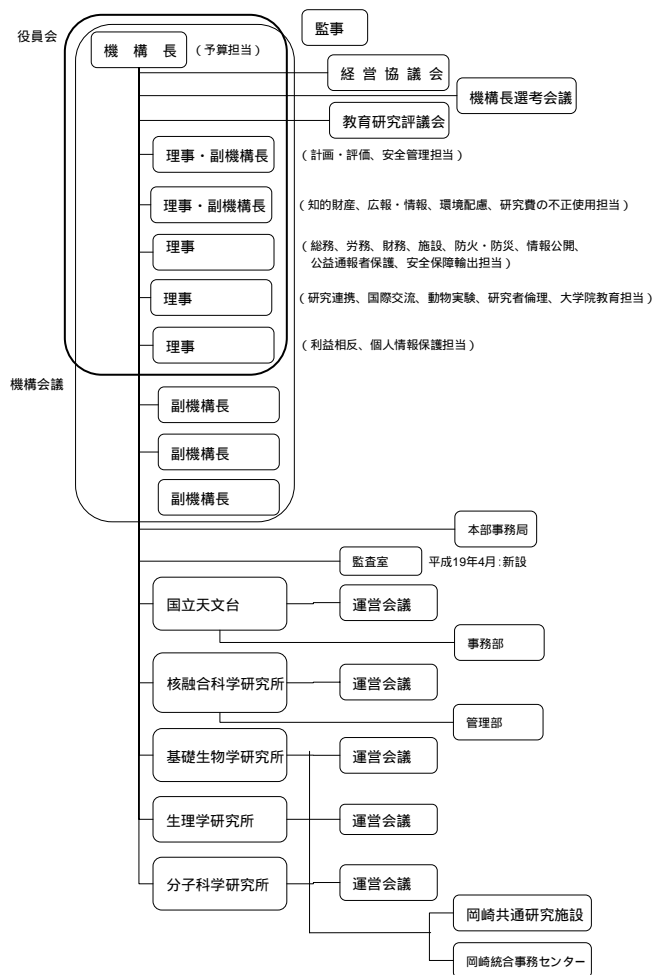 役員会
監事
機 構 長 (予算担当)
経 営 協 議 会
機構長選考会議
教育研究評議会
理事・副機構長 (計画・評価、安全管理担当)
理事・副機構長 (知的財産、広報・情報、環境配慮、研究費の不正使用担当)
理事 (総務、労務、財務、施設、防火・防災、情報公開、
公益通報者保護、安全保障輸出担当)
理事 (研究連携、国際交流、動物実験、研究者倫理、大学院教育担当)
理事 (利益相反、個人情報保護担当)
機構会議
副機構長
副機構長
副機構長
本部事務局
監査室 平成19年4月:新設
国立天文台 運営会議
事務部
核融合科学研究所 運営会議
管理部
基礎生物学研究所 運営会議
生理学研究所 運営会議
分子科学研究所 運営会議
岡崎共通研究施設
岡崎統合事務センター